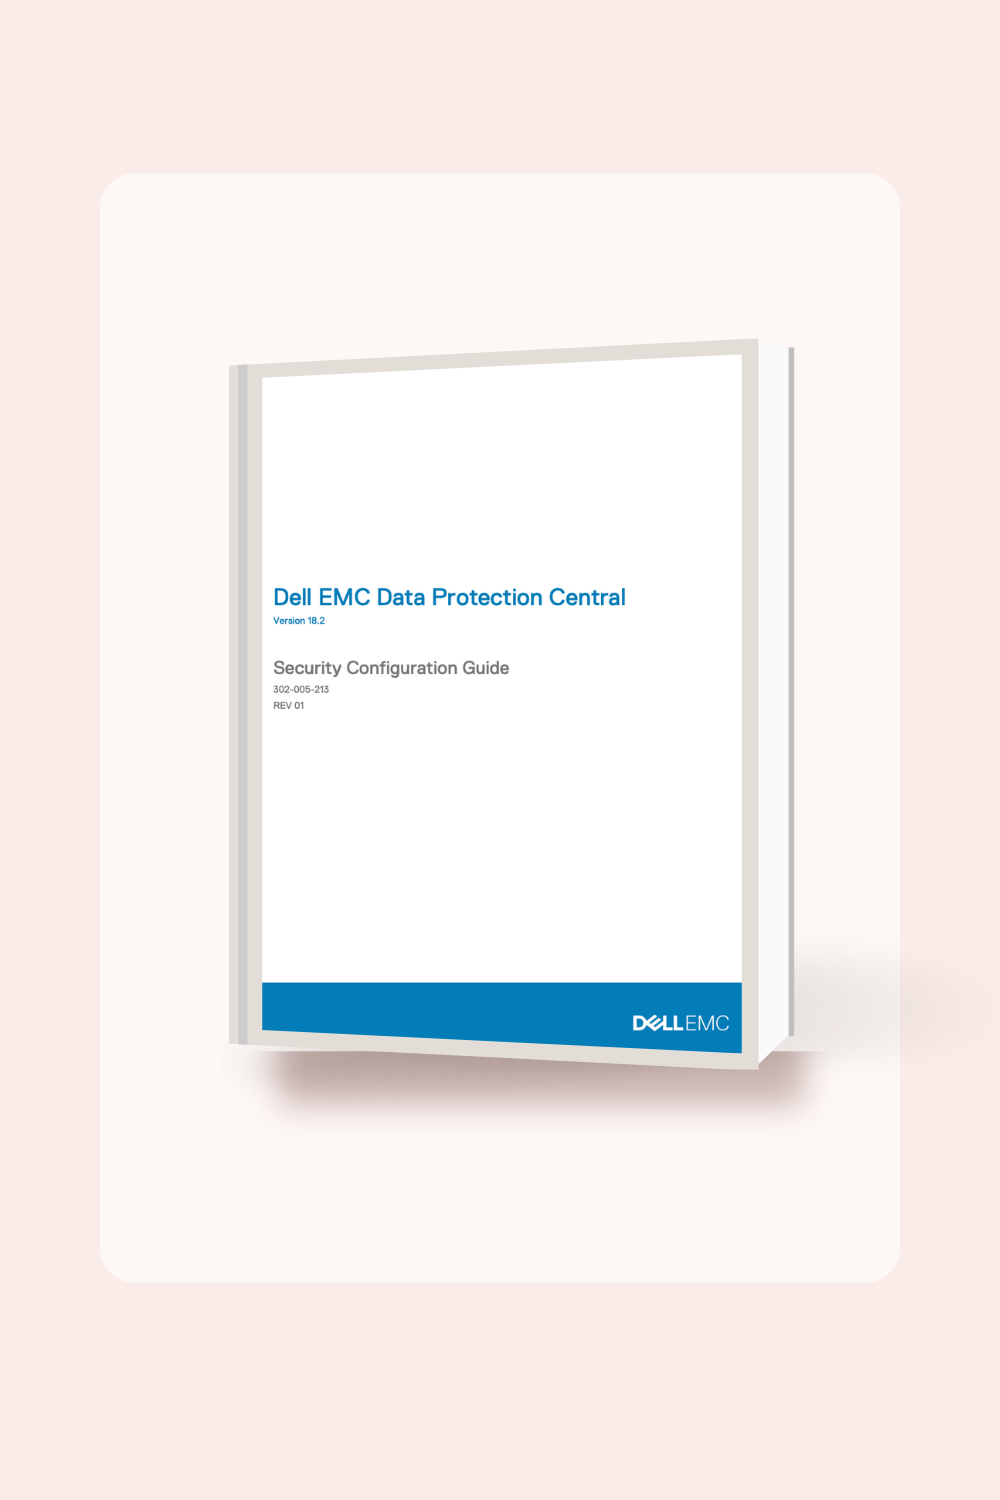 Dell EMC Data Protection Central
Version 18.2
Security Configuration Guide
302-005-213
REV 01
DELLEMC